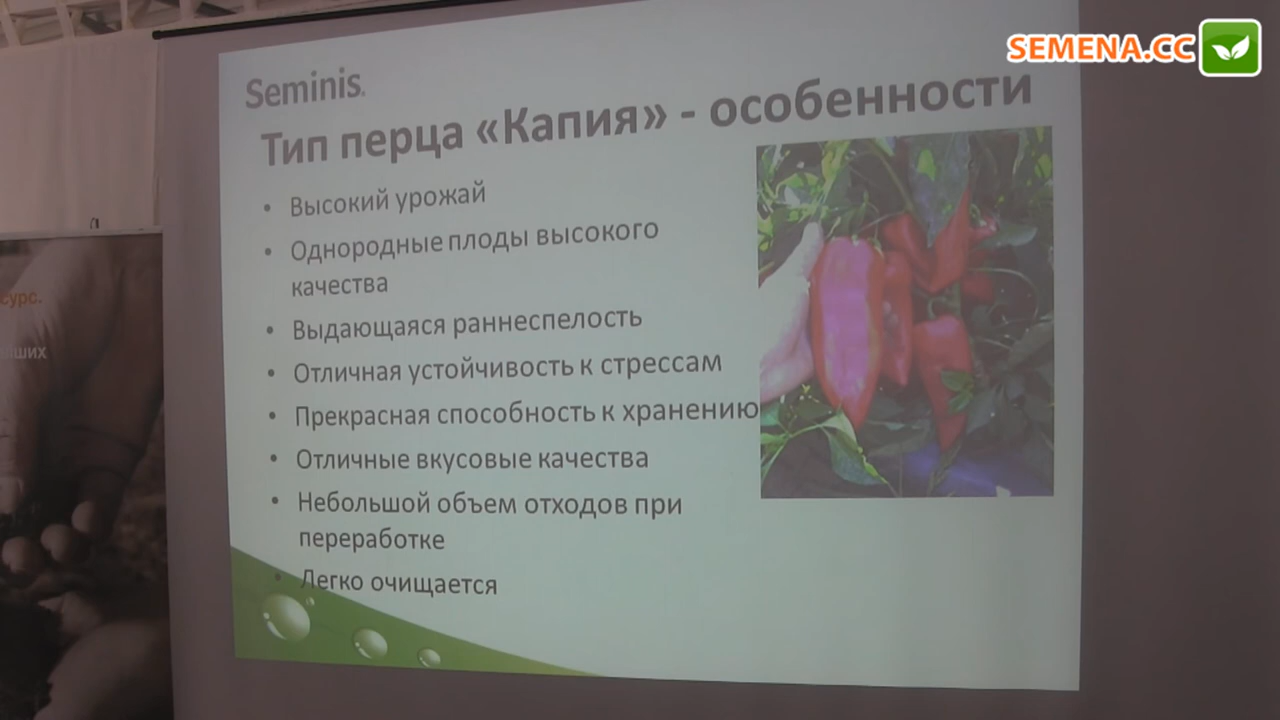 SEMENA.CC
Seminis
Тип перца «Капия» - особенности
• Высокий урожай
• Однородные плоды высокого
качества
• Выдающаяся раннеспелость
• Отличная устойчивость к стрессам
• Прекрасная способность к хранению
• Отличные вкусовые качества
• Небольшой объем отходов при
переработке
• Легко очищается
сурс.